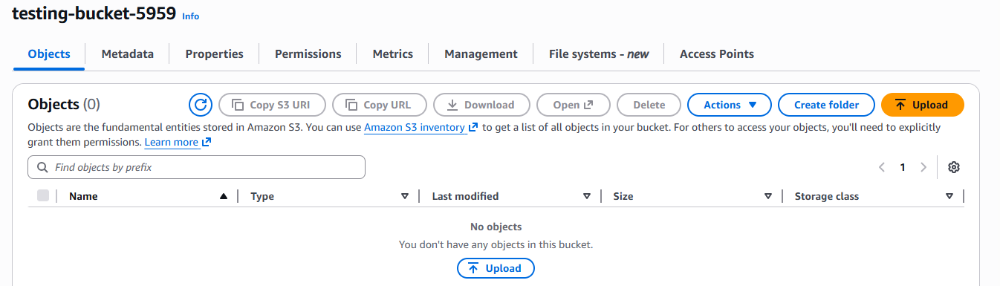 testing-bucket-5959 Info
Objects Metadata Properties Permissions Metrics Management File systems - new Access Points
Objects (0) Copy S3 URI Copy URL Download Open Delete Actions Create folder Upload
Objects are the fundamental entities stored in Amazon S3. You can use Amazon S3 inventory to get a list of all objects in your bucket. For others to access your objects, you'll need to explicitly
grant them permissions. Learn more
Find objects by prefix 1
Name Type Last modified Size Storage class
No objects
You don't have any objects in this bucket.
Upload